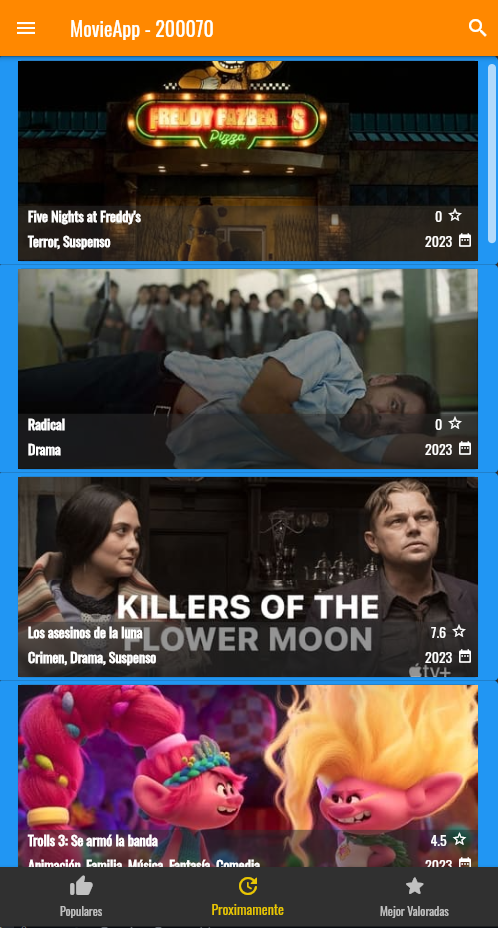 MovieApp - 200070
FREDDY FAZBEAR'S
Pizza
Five Nights at Freddy's
0
Terror, Suspenso
2023
Radical
0
Drama
2023
KILLERS OF THE
FLOWER MOON
Los asesinos de la luna
7.6
Crimen, Drama, Suspenso
2023
tv+
Trolls 3: Se armó la banda
4.5
Animación, Familia, Música, Fantasía, Comedia
2023
Populares
Proximamente
Mejor Valoradas